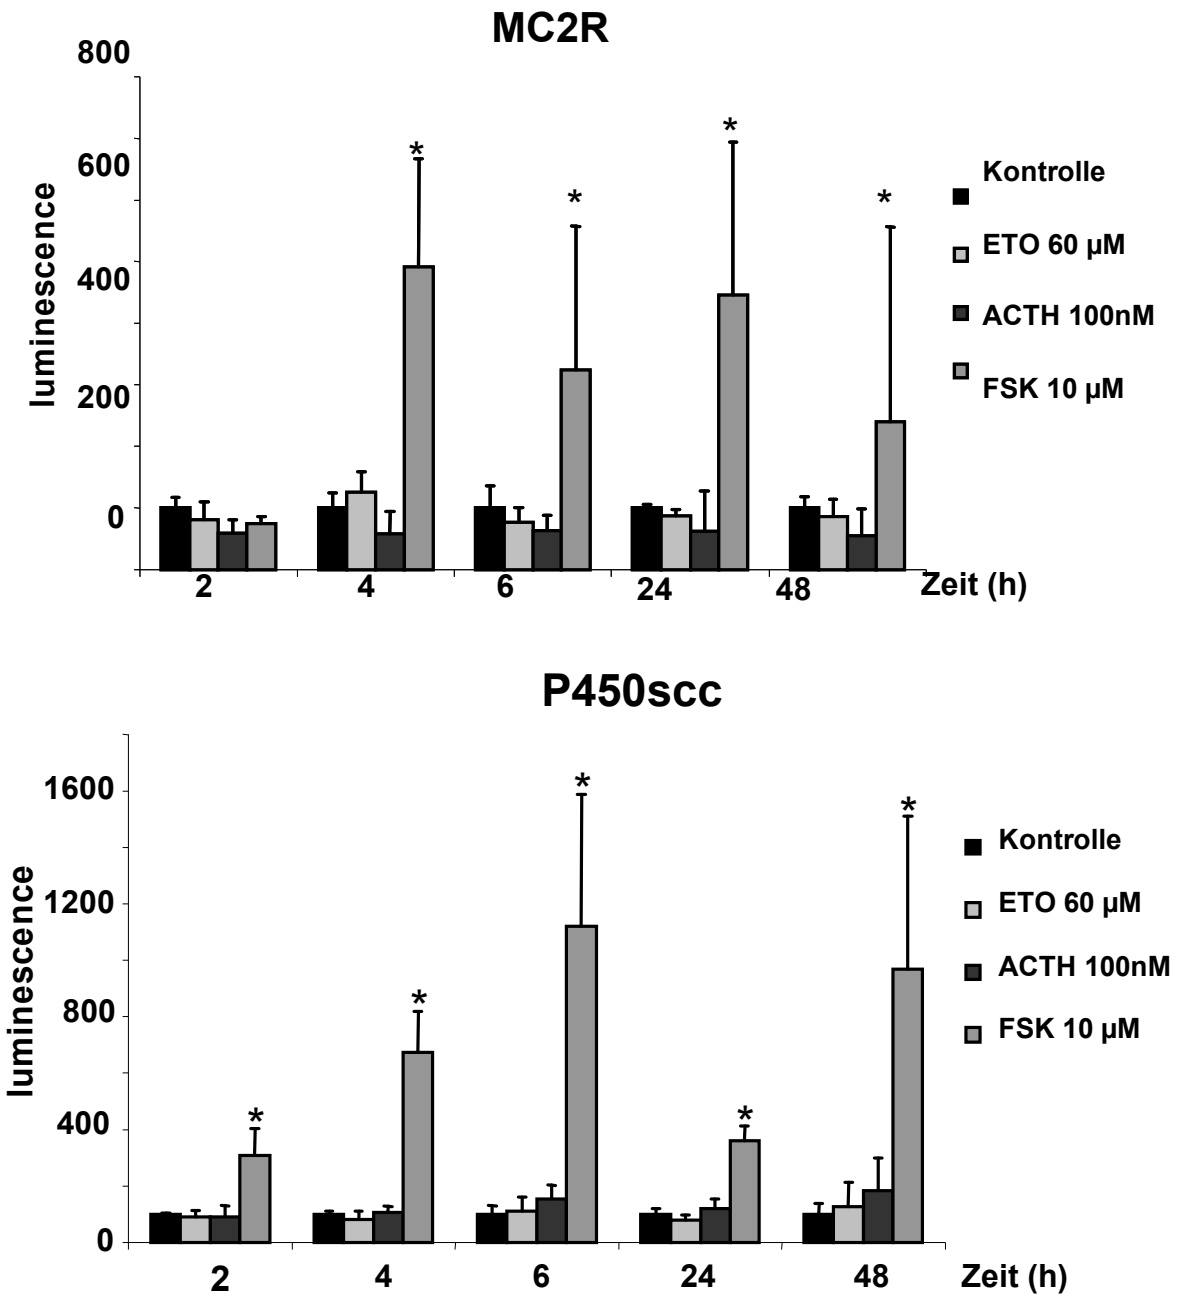 MC2R
800
600
400
200
0
luminescence
*
*
*
*
Kontrolle
ETO 60 µM
ACTH 100nM
FSK 10 µM
2 4 6 24 48 Zeit (h)
P450scc
1600
1200
800
400
0
luminescence
*
*
*
*
*
Kontrolle
ETO 60 µM
ACTH 100nM
FSK 10 µM
2 4 6 24 48 Zeit (h)